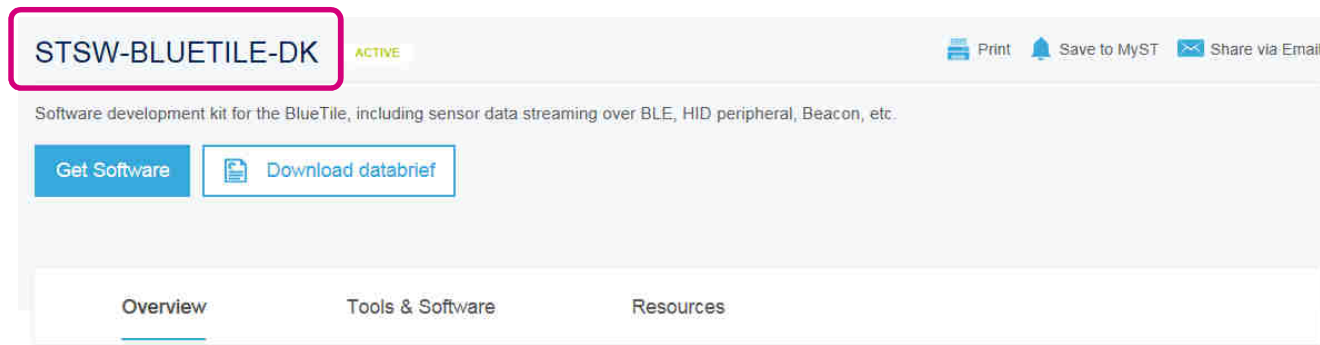 STSW-BLUETILE-DK ACTIVE Print Save to MyST Share via Email
Software development kit for the BlueTile, including sensor data streaming over BLE, HID peripheral, Beacon, etc.
Get Software Download databrief
Overview Tools & Software Resources